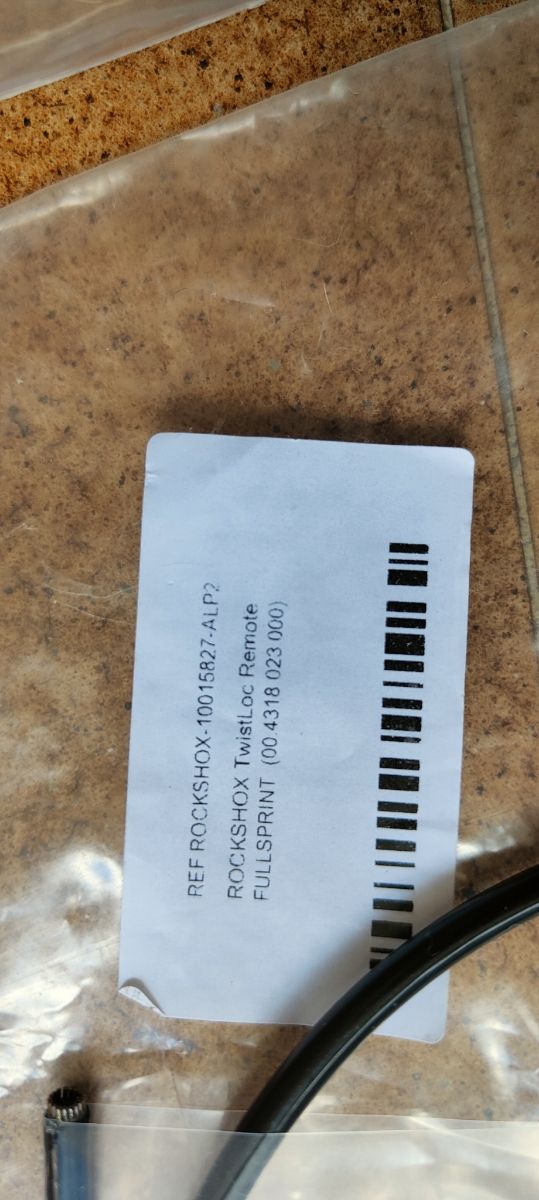 REF ROCKSHOX-10015827-ALP2
ROCKSHOX TwistLoc Remote
FULLSPRINT (00.4318 023 000)